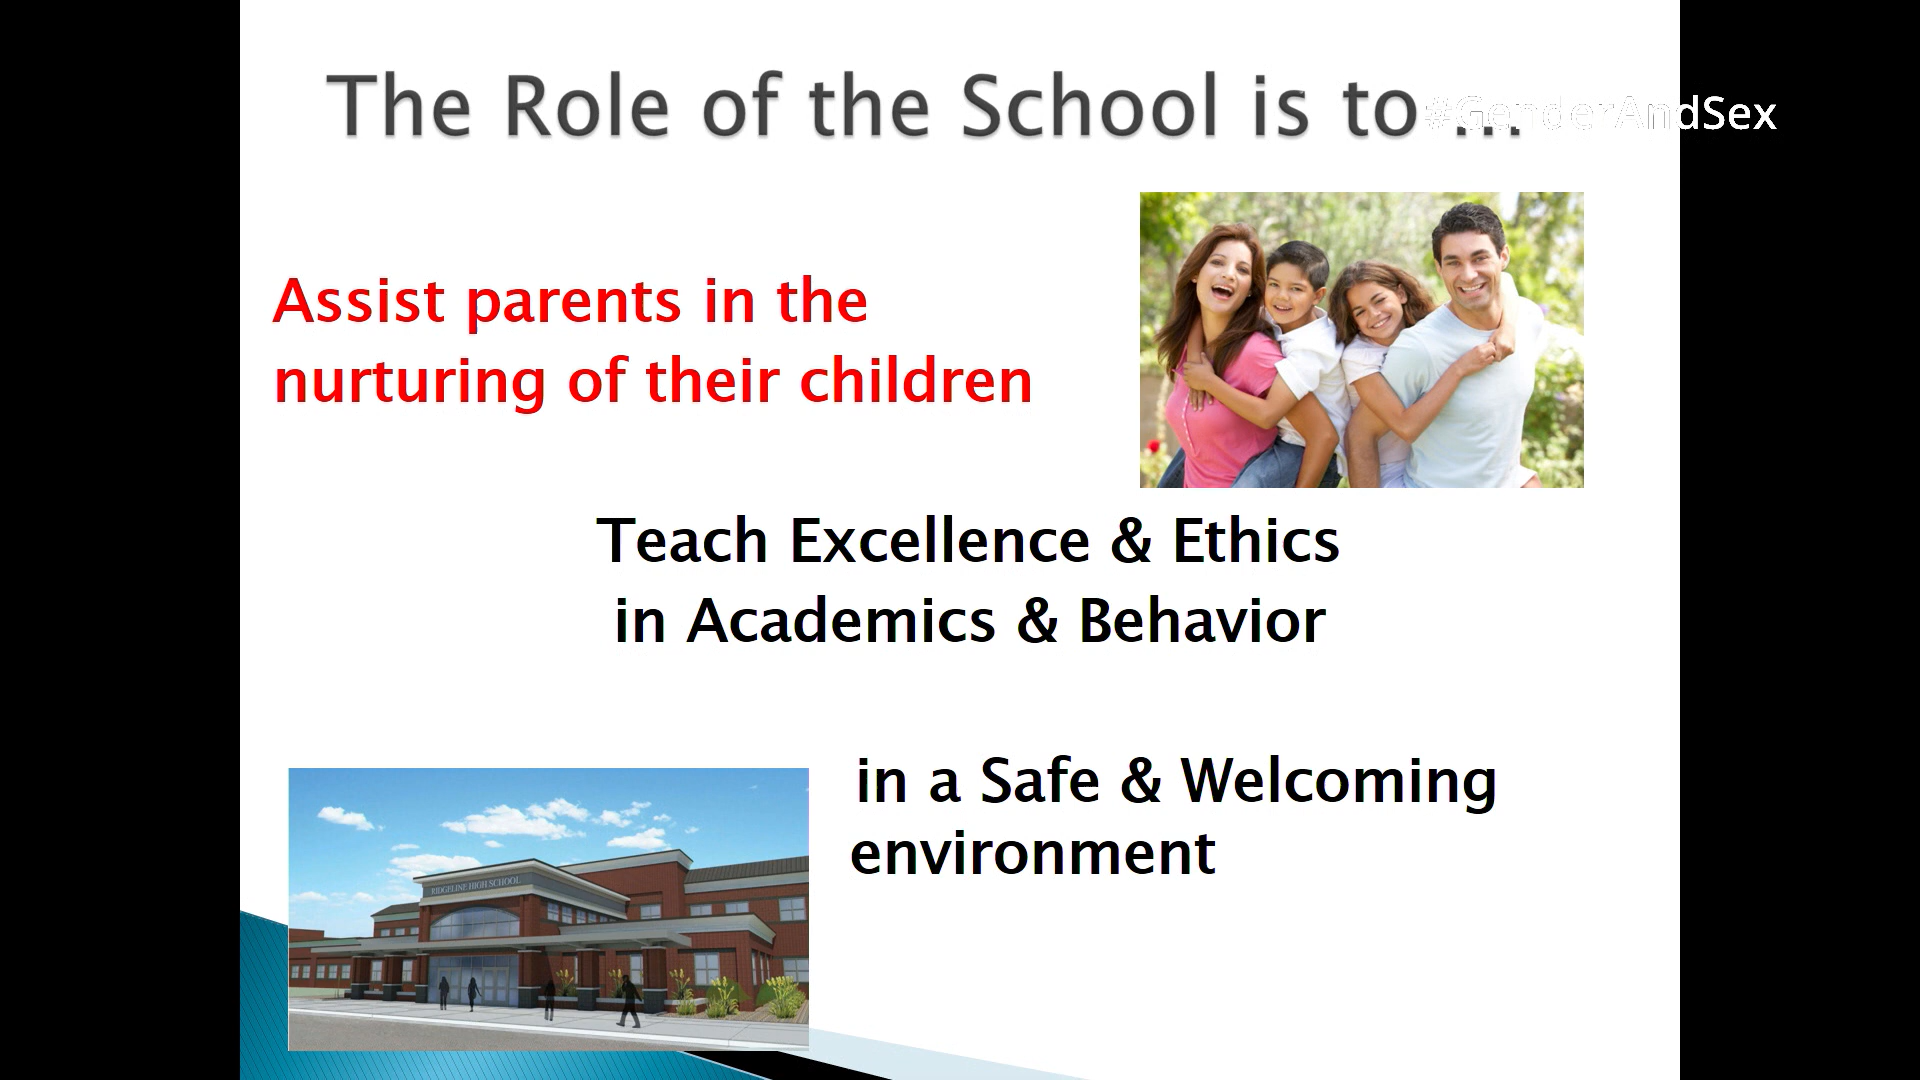 The Role of the School is to ...
#GenderAndSex
Assist parents in the
nurturing of their children
Teach Excellence & Ethics
in Academics & Behavior
in a Safe & Welcoming
environment
RIDGELINE HIGH SCHOOL